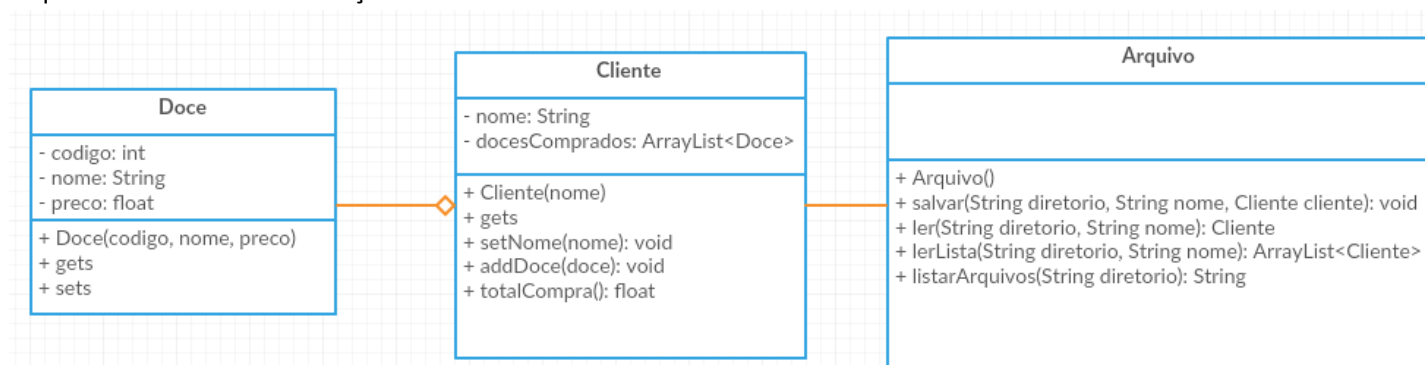 Doce
- codigo: int
- nome: String
- preco: float
+ Doce(codigo, nome, preco)
+ gets
+ sets
Cliente
- nome: String
- docesComprados: ArrayList<Doce>
+ Cliente(nome)
+ gets
+ setNome(nome): void
+ addDoce(doce): void
+ totalCompra(): float
Arquivo
+ Arquivo()
+ salvar(String diretorio, String nome, Cliente cliente): void
+ ler(String diretorio, String nome): Cliente
+ lerLista(String diretorio, String nome): ArrayList<Cliente>
+ listarArquivos(String diretorio): String